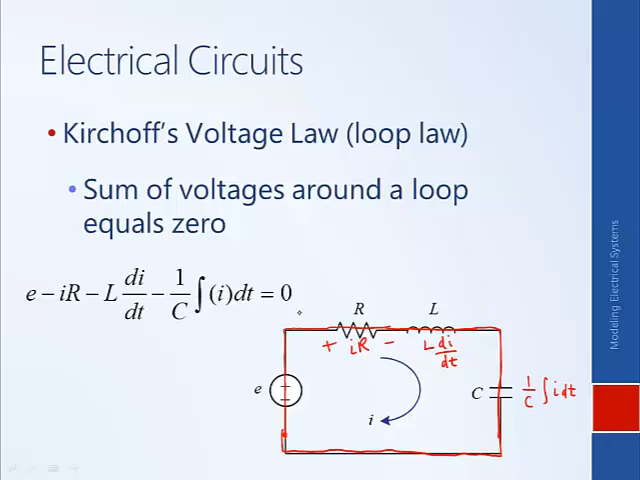 Electrical Circuits
• Kirchoff's Voltage Law (loop law)
• Sum of voltages around a loop
equals zero
e − iR − L di/dt − 1/C ∫(i)dt = 0
R
L
+ iR −
L di/dt
e
i
C
1/C ∫ i dt
Modeling Electrical Systems